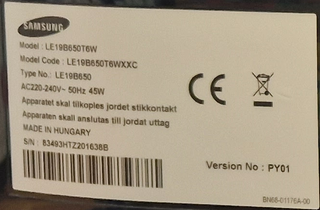 SAMSUNG
Model : LE19B650T6W
Model Code : LE19B650T6WXXC
Type No.: LE19B650
AC220-240V~ 50Hz 45W
Apparatet skal tilkoples jordet stikkontakt
Apparaten skall anslutas till jordat uttag
MADE IN HUNGARY
S/N : 83493HTZ201638B
CE
Version No : PY01
BN68-01176A-00